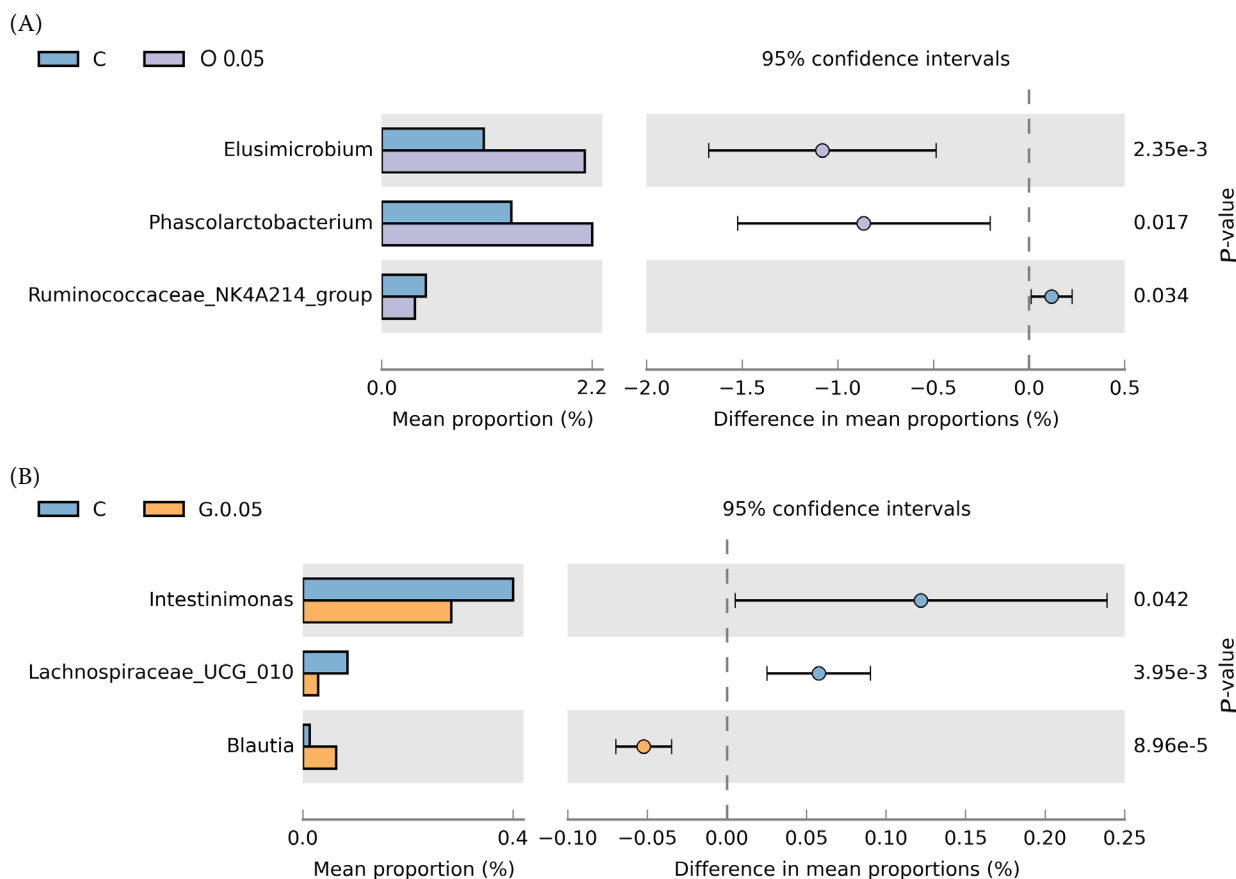 (A)
C O 0.05 95% confidence intervals
Elusimicrobium 2.35e-3
Phascolarctobacterium 0.017
Ruminococcaceae_NK4A214_group 0.034
P-value
0.0 2.2 −2.0 −1.5 −1.0 −0.5 0.0 0.5
Mean proportion (%) Difference in mean proportions (%)
(B)
C G.0.05 95% confidence intervals
Intestinimonas 0.042
Lachnospiraceae_UCG_010 3.95e-3
Blautia 8.96e-5
P-value
0.0 0.4 −0.10 −0.05 0.00 0.05 0.10 0.15 0.20 0.25
Mean proportion (%) Difference in mean proportions (%)